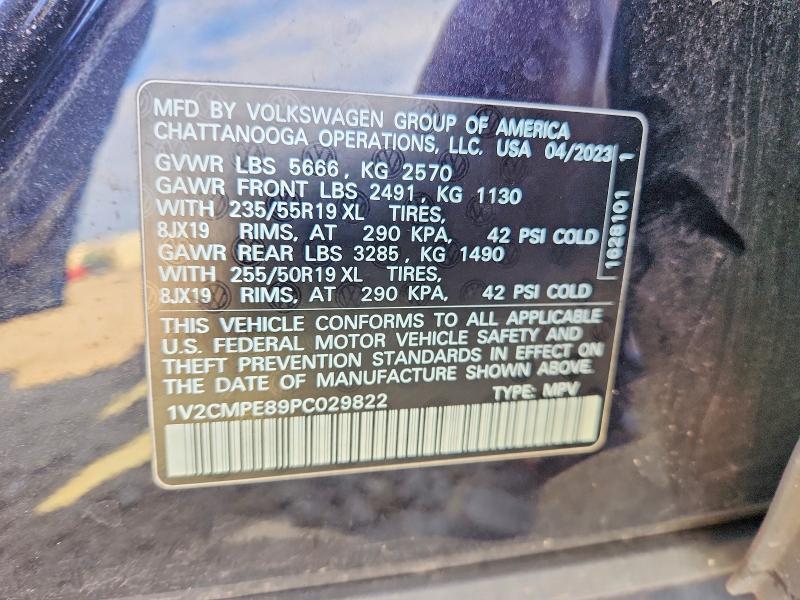 MFD BY VOLKSWAGEN GROUP OF AMERICA
CHATTANOOGA OPERATIONS, LLC. USA 04/2023
GVWR LBS 5666, KG 2570
GAWR FRONT LBS 2491, KG 1130
WITH 235/55R19 XL TIRES,
8JX19 RIMS, AT 290 KPA, 42 PSI COLD
GAWR REAR LBS 3285, KG 1490
WITH 255/50R19 XL TIRES,
8JX19 RIMS, AT 290 KPA, 42 PSI COLD
1628101 1
THIS VEHICLE CONFORMS TO ALL APPLICABLE
U.S. FEDERAL MOTOR VEHICLE SAFETY AND
THEFT PREVENTION STANDARDS IN EFFECT ON
THE DATE OF MANUFACTURE SHOWN ABOVE.
1V2CMPE89PC029822 TYPE: MPV